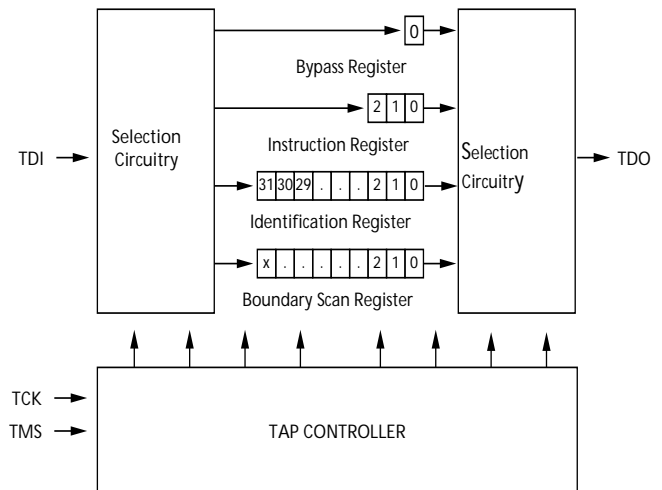 0
Bypass Register
2 1 0
Selection
Circuitry
Instruction Register
Selection
Circuitry
TDI
TDO
31 30 29 . . . 2 1 0
Identification Register
x . . . . . 2 1 0
Boundary Scan Register
TCK
TMS
TAP CONTROLLER